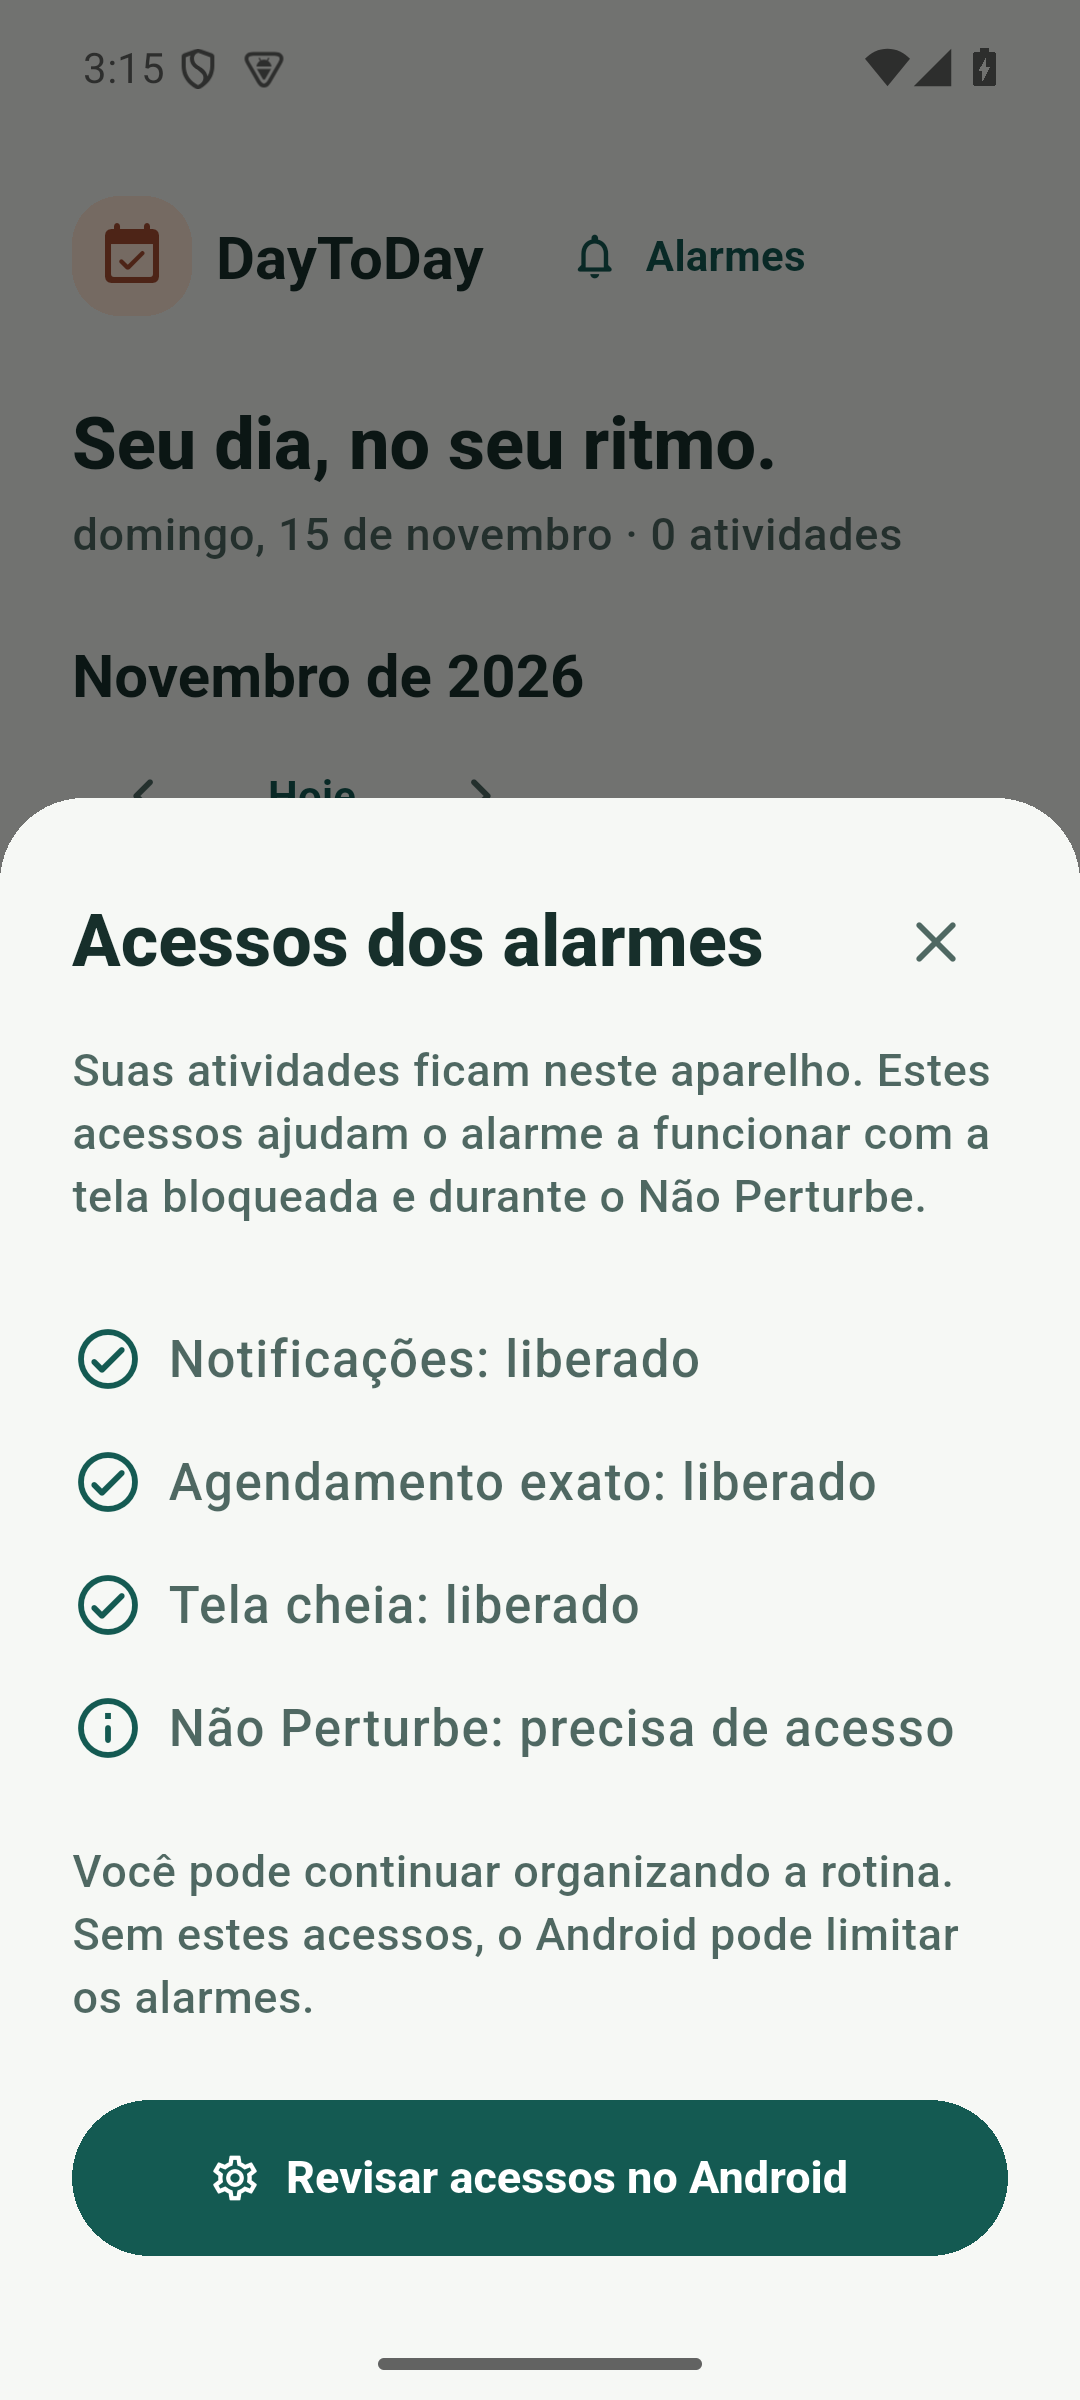 3:15
DayToDay
Alarmes
Seu dia, no seu ritmo.
domingo, 15 de novembro · 0 atividades
Novembro de 2026
Hoje
Acessos dos alarmes
Suas atividades ficam neste aparelho. Estes
acessos ajudam o alarme a funcionar com a
tela bloqueada e durante o Não Perturbe.
Notificações: liberado
Agendamento exato: liberado
Tela cheia: liberado
Não Perturbe: precisa de acesso
Você pode continuar organizando a rotina.
Sem estes acessos, o Android pode limitar
os alarmes.
Revisar acessos no Android